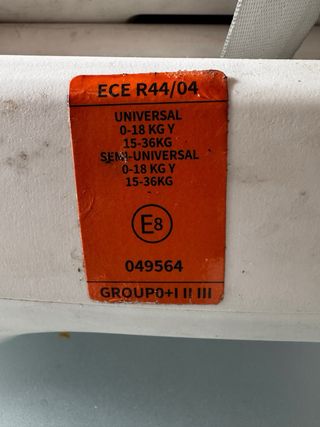 ECE R44/04
UNIVERSAL
0-18 KG Y
15-36KG
SEMI-UNIVERSAL
0-18 KG Y
15-36KG
E8
049564
GROUP0+I II III